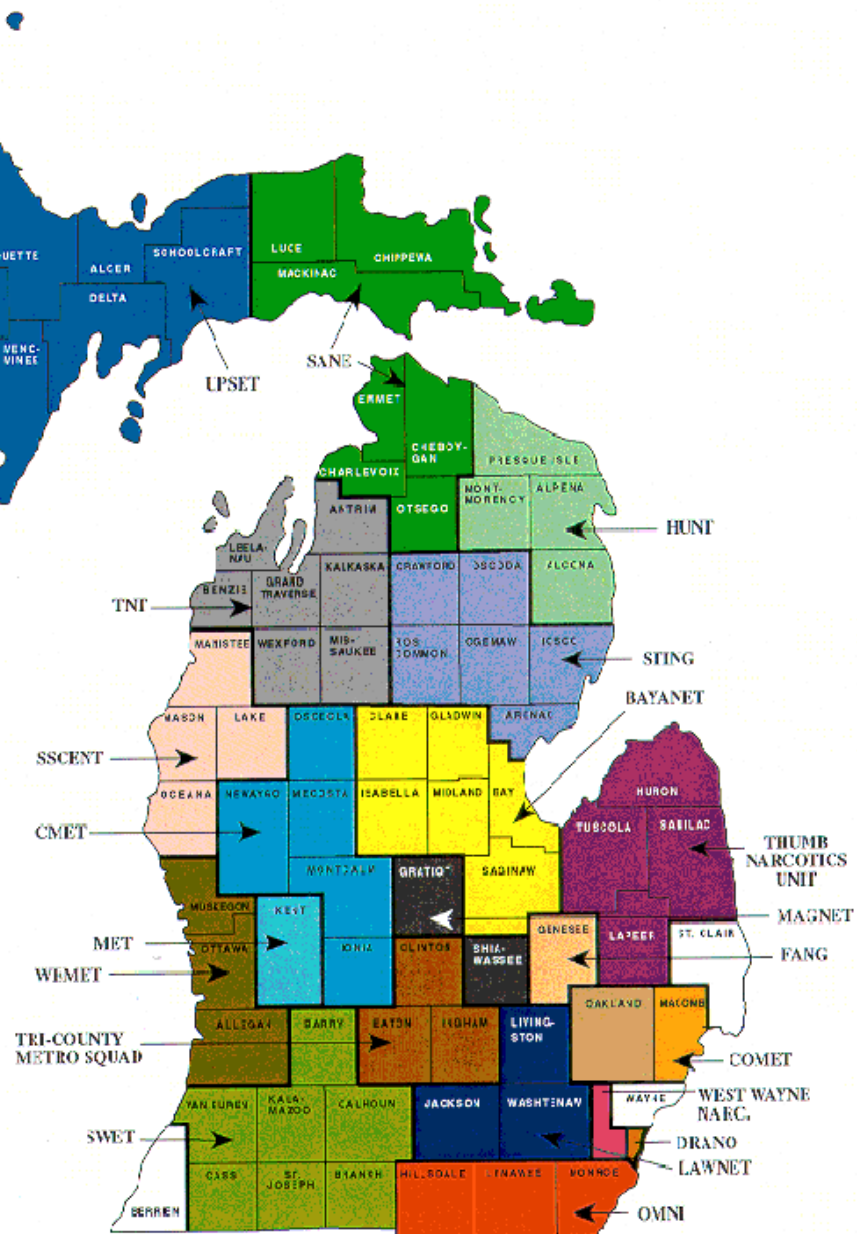 UETTE
ALGER
SCHOOLCRAFT
LUCE
CHIPPEWA
MACKINAC
DELTA
MENC-
MINEE
UPSET
SANE
EMMET
CHEBOY-
GAN
CHARLEVOIX
PRESQUE ISLE
MONT-
MORENCY
ALPENA
ANTRIM
OTSEGO
HUNT
LEELA-
NAU
KALKASKA
CRAWFORD
OSCODA
ALCONA
BENZIE
GRAND
TRAVERSE
TNT
MANISTEE
WEXFORD
MIS-
SAUKEE
ROS
COMMON
OGEMAW
IOSCO
STING
BAYANET
MASON
LAKE
OSCEOLA
CLARE
GLADWIN
ARENAC
SSCENT
OCEANA
NEWAYGO
MECOSTA
ISABELLA
MIDLAND
BAY
HURON
CMET
TUSCOLA
SANILAC
THUMB
NARCOTICS
UNIT
MONTCALM
GRATIOT
SAGINAW
MUSKEGON
KENT
MAGNET
MET
OTTAWA
IONIA
CLINTON
SHIA-
WASSEE
GENESEE
LAPEER
ST. CLAIR
FANG
WEMET
ALLEGAN
BARRY
EATON
INGHAM
LIVING-
STON
OAKLAND
MACOMB
TRI-COUNTY
METRO SQUAD
COMET
VAN BUREN
KALA-
MAZOO
CALHOUN
JACKSON
WASHTENAW
WAYNE
WEST WAYNE
NARC.
SWET
DRANO
LAWNET
CASS
ST.
JOSEPH
BRANCH
HILLSDALE
LENAWEE
MONROE
BERRIEN
OMNI